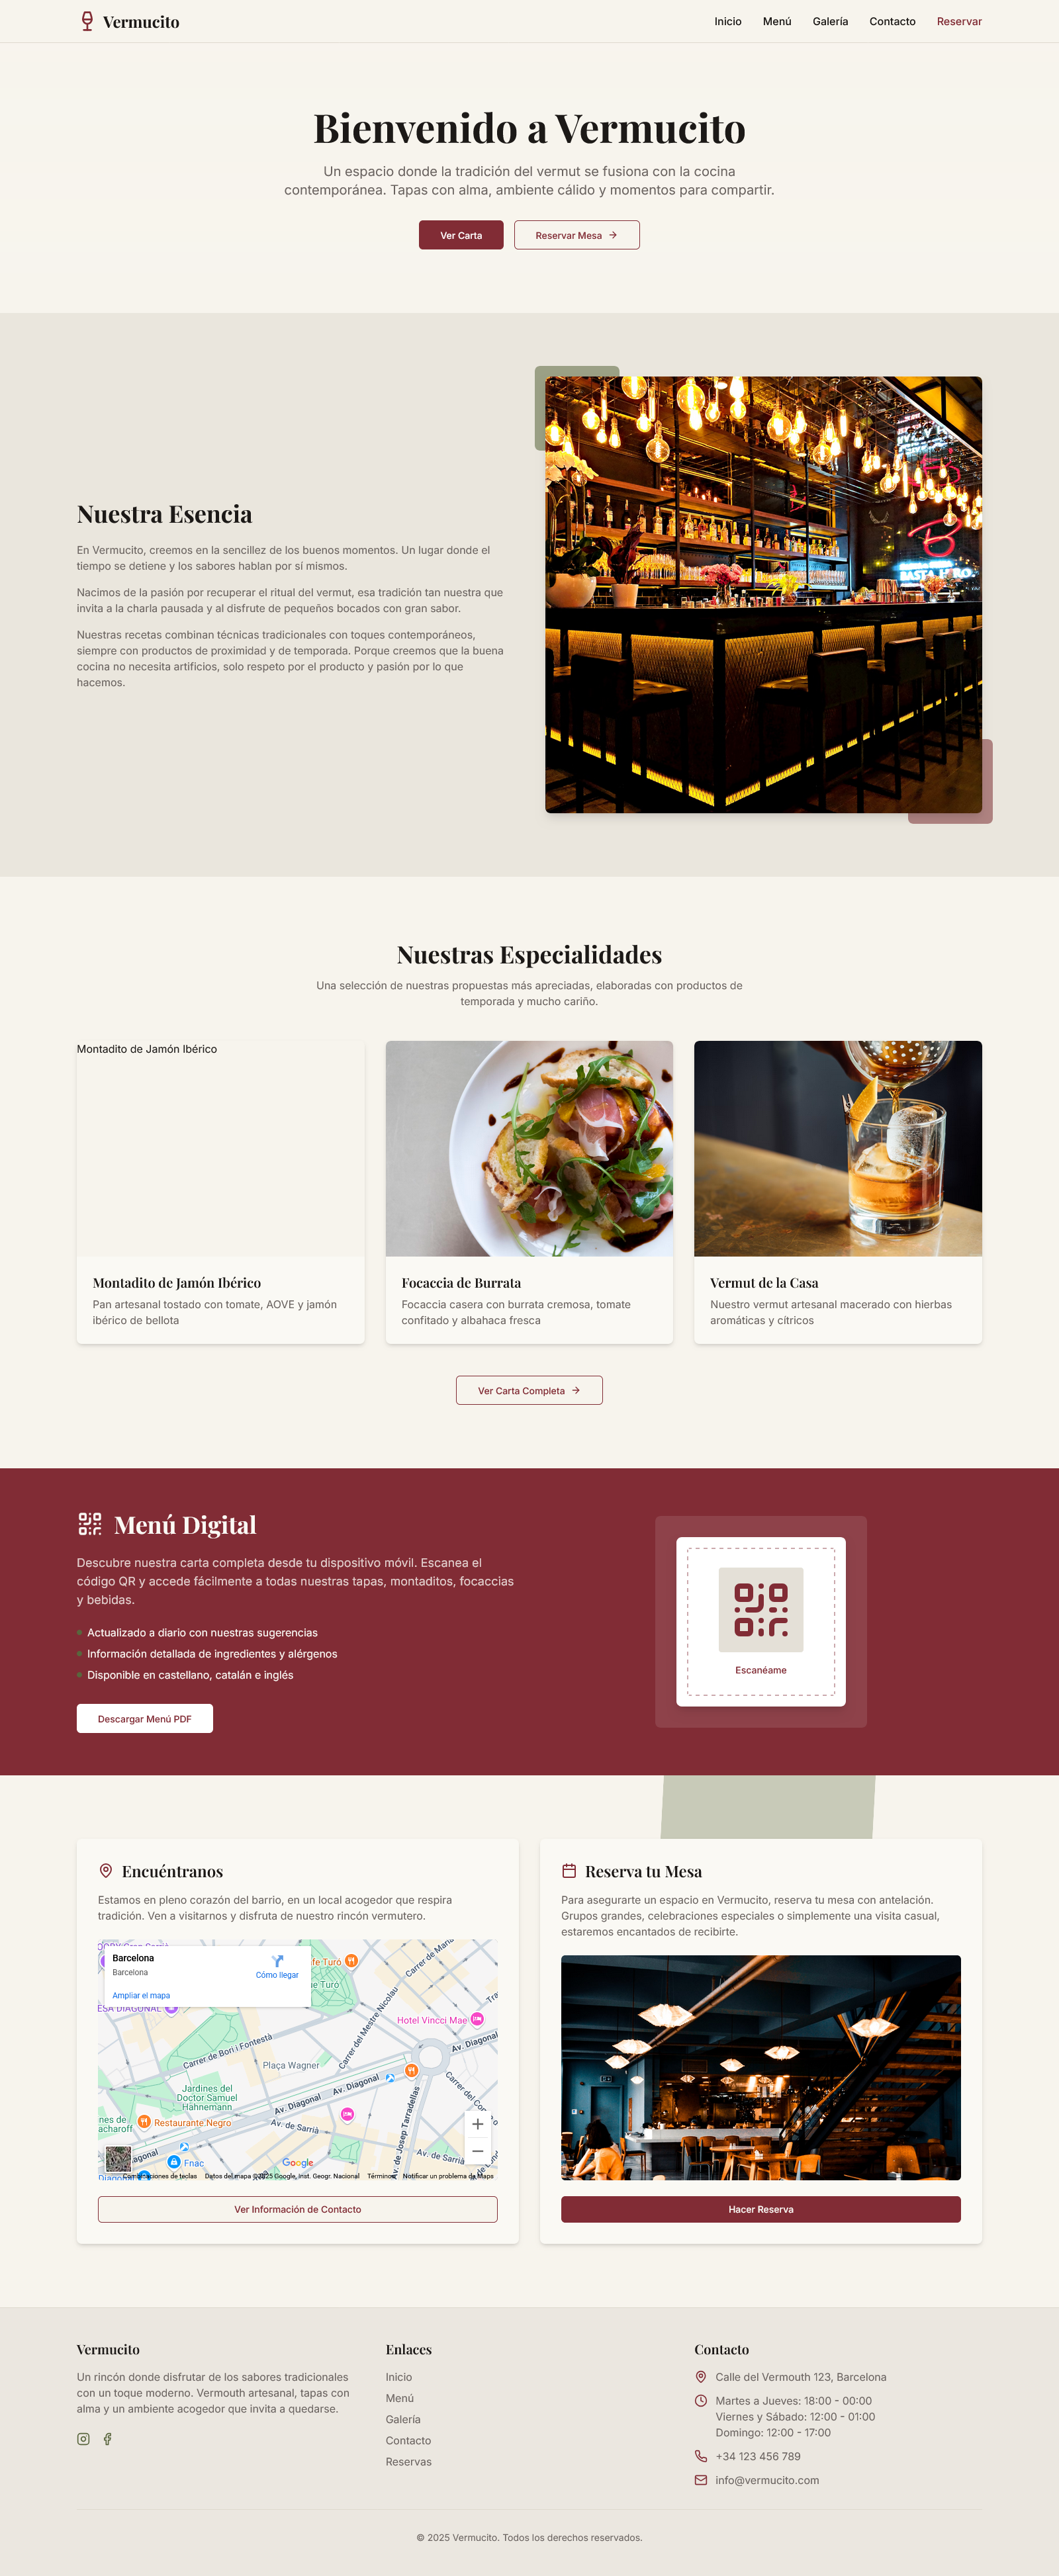 Vermucito
Inicio
Menú
Galería
Contacto
Reservar
Bienvenido a Vermucito
Un espacio donde la tradición del vermut se fusiona con la cocina
contemporánea. Tapas con alma, ambiente cálido y momentos para compartir.
Ver Carta
Reservar Mesa
Nuestra Esencia
En Vermucito, creemos en la sencillez de los buenos momentos. Un lugar donde el
tiempo se detiene y los sabores hablan por sí mismos.
Nacimos de la pasión por recuperar el ritual del vermut, esa tradición tan nuestra que
invita a la charla pausada y al disfrute de pequeños bocados con gran sabor.
Nuestras recetas combinan técnicas tradicionales con toques contemporáneos,
siempre con productos de proximidad y de temporada. Porque creemos que la buena
cocina no necesita artificios, solo respeto por el producto y pasión por lo que
hacemos.
Nuestras Especialidades
Una selección de nuestras propuestas más apreciadas, elaboradas con productos de
temporada y mucho cariño.
Montadito de Jamón Ibérico
Montadito de Jamón Ibérico
Pan artesanal tostado con tomate, AOVE y jamón
ibérico de bellota
Focaccia de Burrata
Focaccia casera con burrata cremosa, tomate
confitado y albahaca fresca
Vermut de la Casa
Nuestro vermut artesanal macerado con hierbas
aromáticas y cítricos
Ver Carta Completa
Menú Digital
Descubre nuestra carta completa desde tu dispositivo móvil. Escanea el
código QR y accede fácilmente a todas nuestras tapas, montaditos, focaccias
y bebidas.
Actualizado a diario con nuestras sugerencias
Información detallada de ingredientes y alérgenos
Disponible en castellano, catalán e inglés
Descargar Menú PDF
Escanéame
Encuéntranos
Estamos en pleno corazón del barrio, en un local acogedor que respira
tradición. Ven a visitarnos y disfruta de nuestro rincón vermutero.
Barcelona
Barcelona
Cómo llegar
Ampliar el mapa
ESA DIAGONAL
Turó
Turó
Carrer de Mari
Hotel Vincci Mae
Carrer del Mestre Nicolau
Carrer de Bori i Fontestà
Plaça Wagner
Av. Diagonal
Av. Diagonal
Av. Diagonal
Jardines del
Doctor Samuel
Hahnemann
Restaurante Negro
Av. de Sarrià
Av. de Josep Tarradellas
Av. de Sarrià
Fnac
Google
Datos del mapa ©2025 Google, Inst. Geogr. Nacional
Términos
Notificar un problema de Maps
Ver Información de Contacto
Reserva tu Mesa
Para asegurarte un espacio en Vermucito, reserva tu mesa con antelación.
Grupos grandes, celebraciones especiales o simplemente una visita casual,
estaremos encantados de recibirte.
Hacer Reserva
Vermucito
Un rincón donde disfrutar de los sabores tradicionales
con un toque moderno. Vermouth artesanal, tapas con
alma y un ambiente acogedor que invita a quedarse.
Enlaces
Inicio
Menú
Galería
Contacto
Reservas
Contacto
Calle del Vermouth 123, Barcelona
Martes a Jueves: 18:00 - 00:00
Viernes y Sábado: 12:00 - 01:00
Domingo: 12:00 - 17:00
+34 123 456 789
info@vermucito.com
© 2025 Vermucito. Todos los derechos reservados.